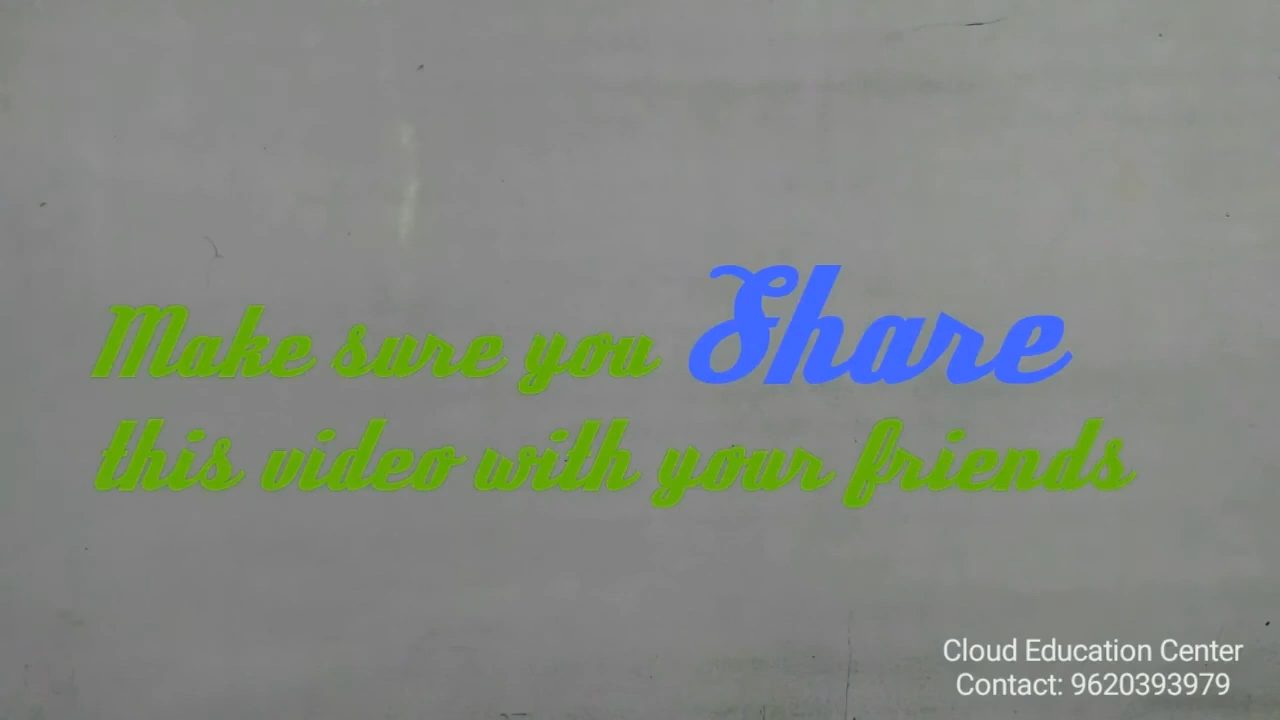 Make sure you Share
this video with your friends
Cloud Education Center
Contact: 9620393979